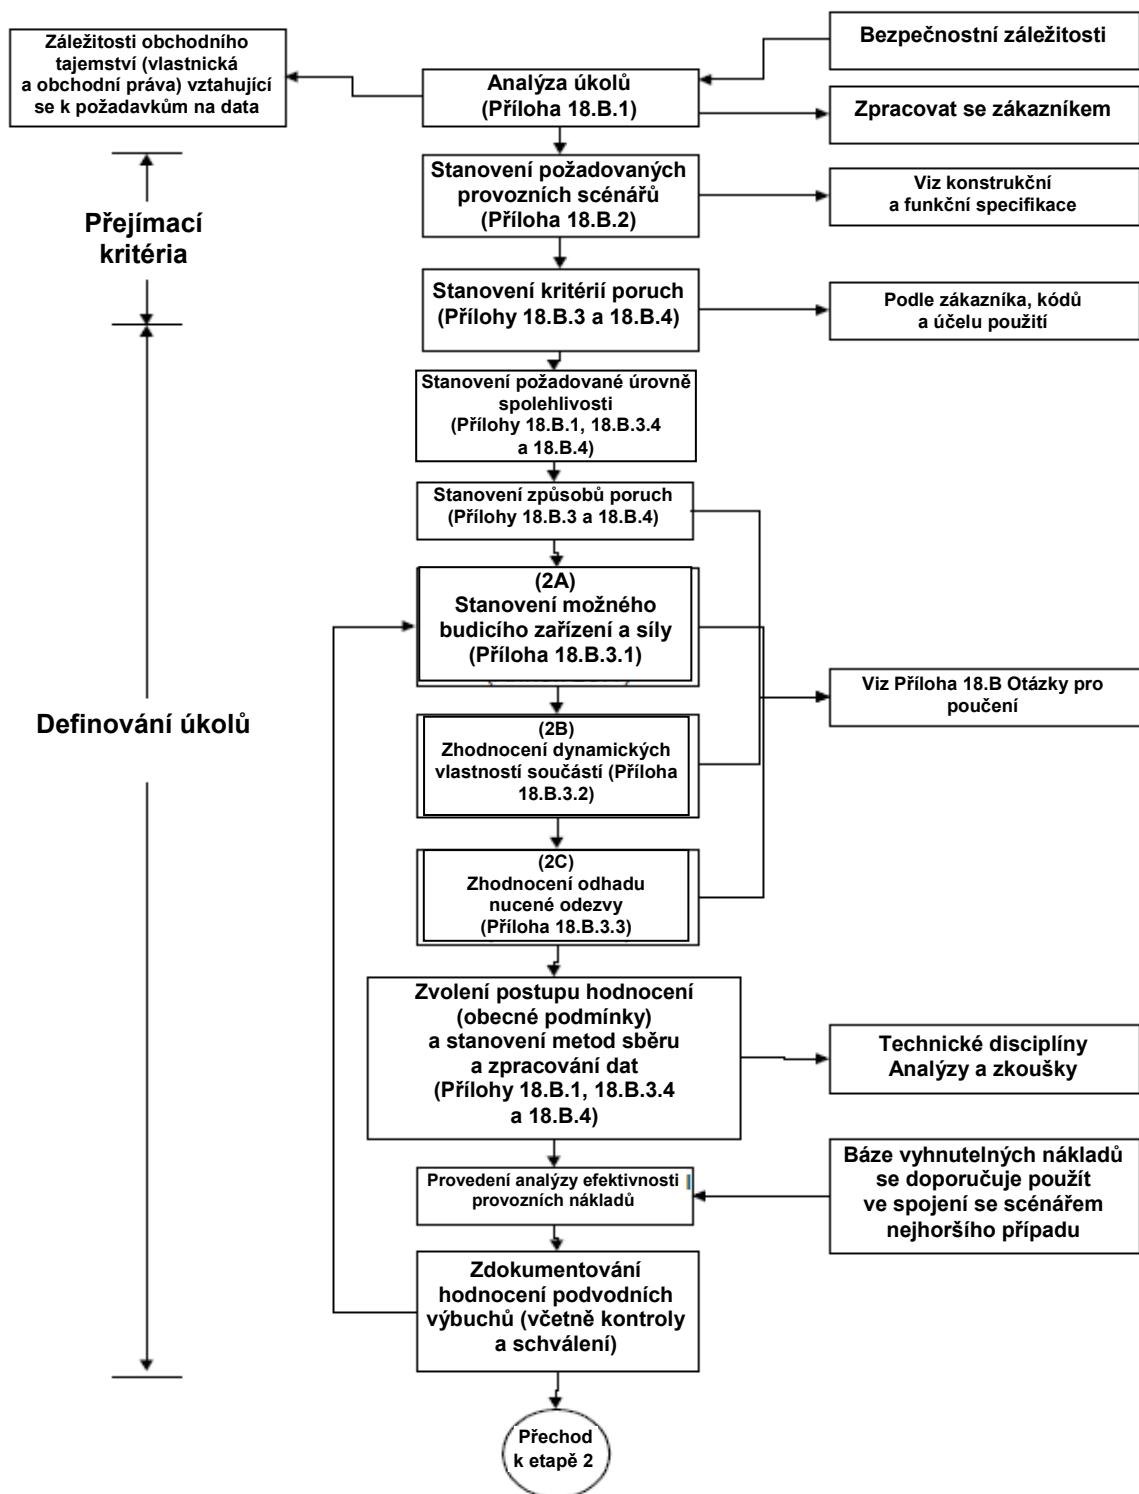 Záležitosti obchodního
tajemství (vlastnická
a obchodní práva) vztahující
se k požadavkům na data
Analýza úkolů
(Příloha 18.B.1)
Bezpečnostní záležitosti
Zpracovat se zákazníkem
Stanovení požadovaných
provozních scénářů
(Příloha 18.B.2)
Viz konstrukční
a funkční specifikace
Přejímací
kritéria
Stanovení kritérií poruch
(Přílohy 18.B.3 a 18.B.4)
Podle zákazníka, kódů
a účelu použití
Stanovení požadované úrovně
spolehlivosti
(Přílohy 18.B.1, 18.B.3.4
a 18.B.4)
Stanovení způsobů poruch
(Přílohy 18.B.3 a 18.B.4)
(2A)
Stanovení možného
budicího zařízení a síly
(Příloha 18.B.3.1)
Viz Příloha 18.B Otázky pro
poučení
Definování úkolů
(2B)
Zhodnocení dynamických
vlastností součástí (Příloha
18.B.3.2)
(2C)
Zhodnocení odhadu
nucené odezvy
(Příloha 18.B.3.3)
Zvolení postupu hodnocení
(obecné podmínky)
a stanovení metod sběru
a zpracování dat
(Přílohy 18.B.1, 18.B.3.4
a 18.B.4)
Technické disciplíny
Analýzy a zkoušky
Provedení analýzy efektivnosti
provozních nákladů
Báze vyhnutelných nákladů
se doporučuje použít
ve spojení se scénářem
nejhoršího případu
Zdokumentování
hodnocení podvodních
výbuchů (včetně kontroly
a schválení)
Přechod
k etapě 2